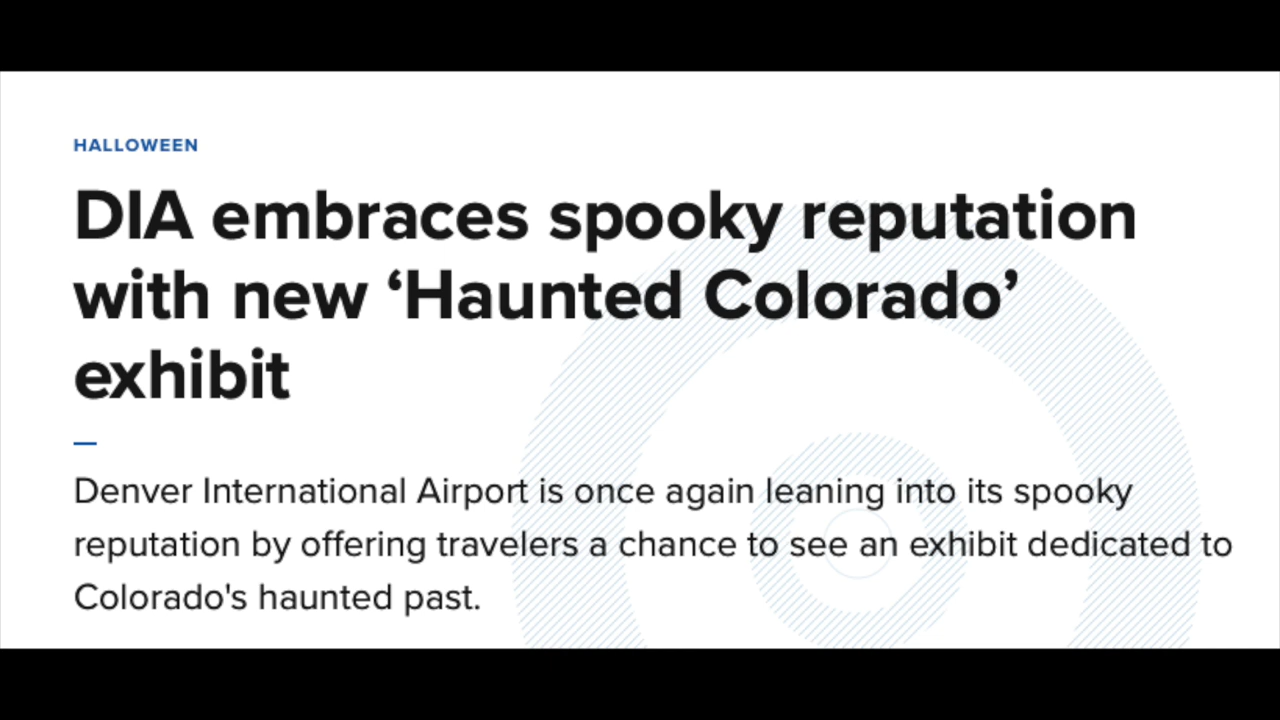 HALLOWEEN
DIA embraces spooky reputation
with new ‘Haunted Colorado’
exhibit
Denver International Airport is once again leaning into its spooky
reputation by offering travelers a chance to see an exhibit dedicated to
Colorado's haunted past.